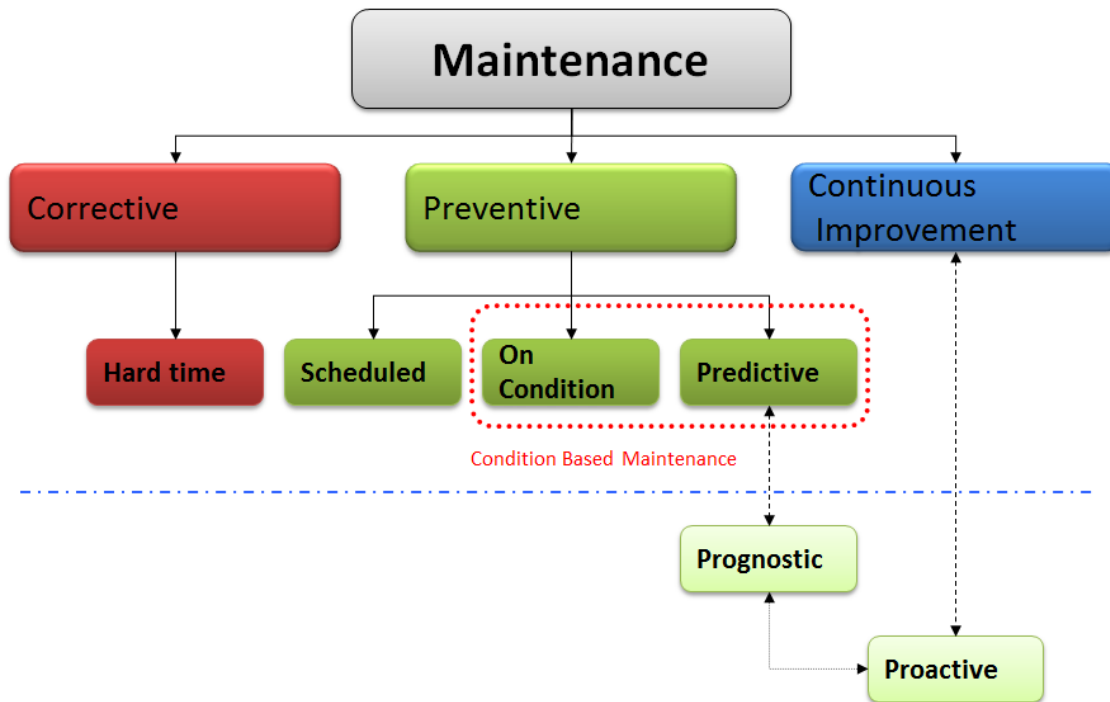 Maintenance
Corrective
Preventive
Continuous
Improvement
Hard time
Scheduled
On
Condition
Predictive
Condition Based Maintenance
Prognostic
Proactive